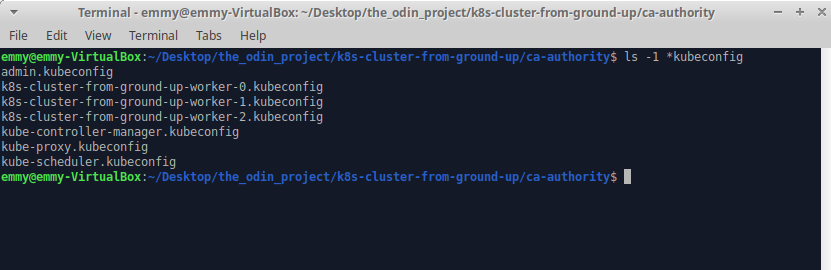 Terminal - emmy@emmy-VirtualBox: ~/Desktop/the_odin_project/k8s-cluster-from-ground-up/ca-authority
File Edit View Terminal Tabs Help
emmy@emmy-VirtualBox:~/Desktop/the_odin_project/k8s-cluster-from-ground-up/ca-authority$ ls -1 *kubeconfig
admin.kubeconfig
k8s-cluster-from-ground-up-worker-0.kubeconfig
k8s-cluster-from-ground-up-worker-1.kubeconfig
k8s-cluster-from-ground-up-worker-2.kubeconfig
kube-controller-manager.kubeconfig
kube-proxy.kubeconfig
kube-scheduler.kubeconfig
emmy@emmy-VirtualBox:~/Desktop/the_odin_project/k8s-cluster-from-ground-up/ca-authority$